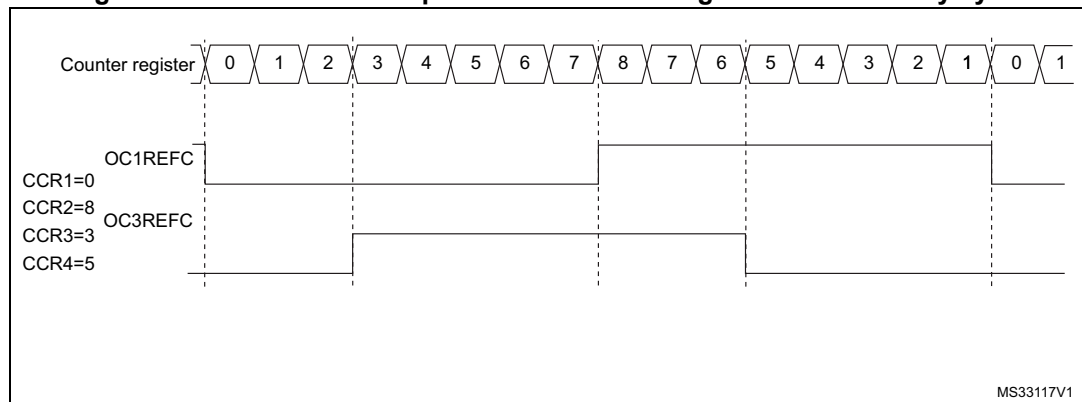 Counter register 0 1 2 3 4 5 6 7 8 7 6 5 4 3 2 1 0 1
OC1REFC
CCR1=0
CCR2=8
OC3REFC
CCR3=3
CCR4=5
MS33117V1